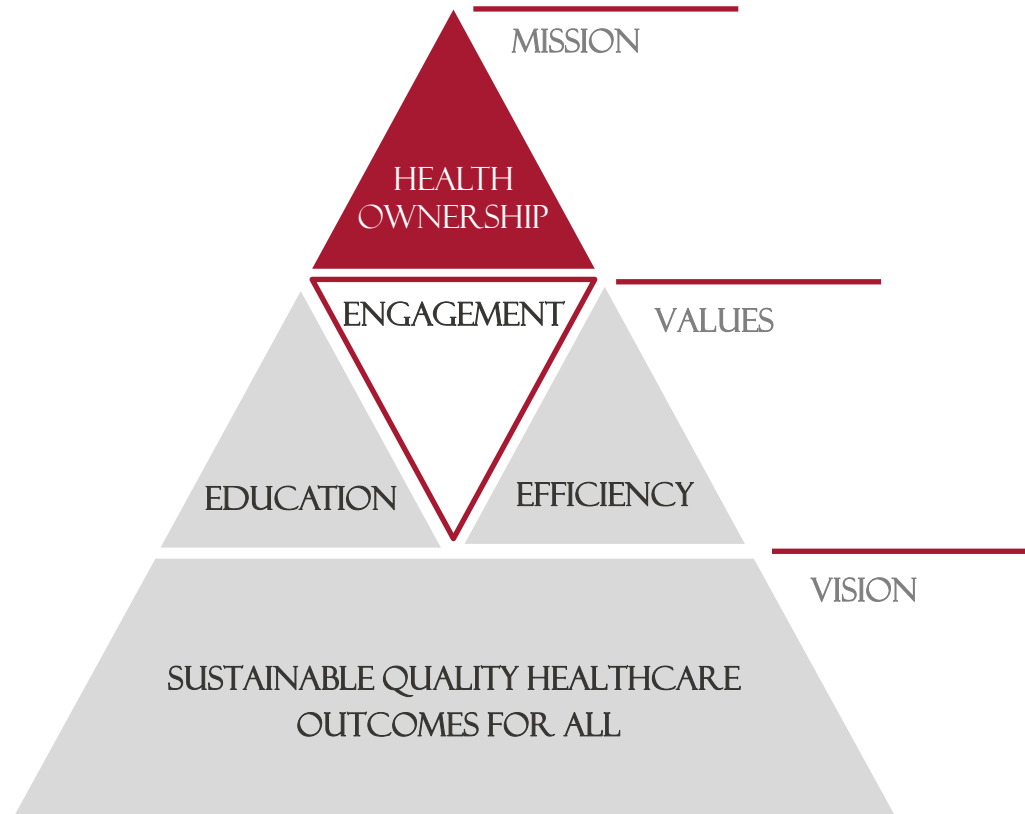 MISSION
HEALTH
OWNERSHIP
ENGAGEMENT
VALUES
EDUCATION
EFFICIENCY
VISION
SUSTAINABLE QUALITY HEALTHCARE
OUTCOMES FOR ALL